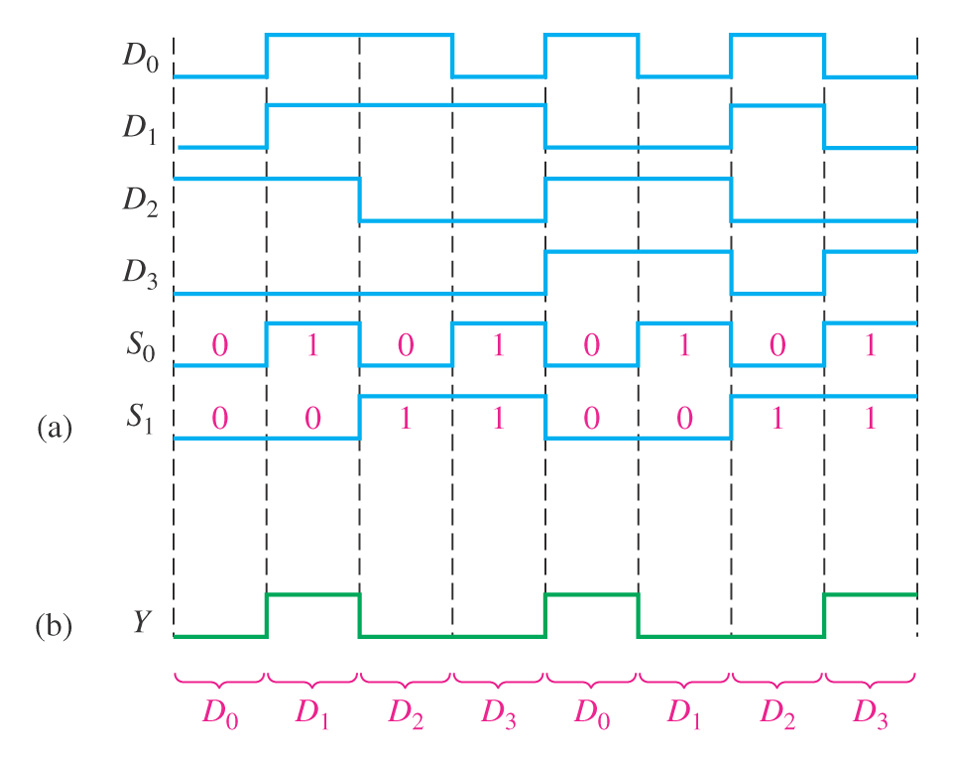 D₀
D₁
D₂
D₃
S₀ 0 1 0 1 0 1 0 1
(a) S₁ 0 0 1 1 0 0 1 1
(b) Y
D₀ D₁ D₂ D₃ D₀ D₁ D₂ D₃